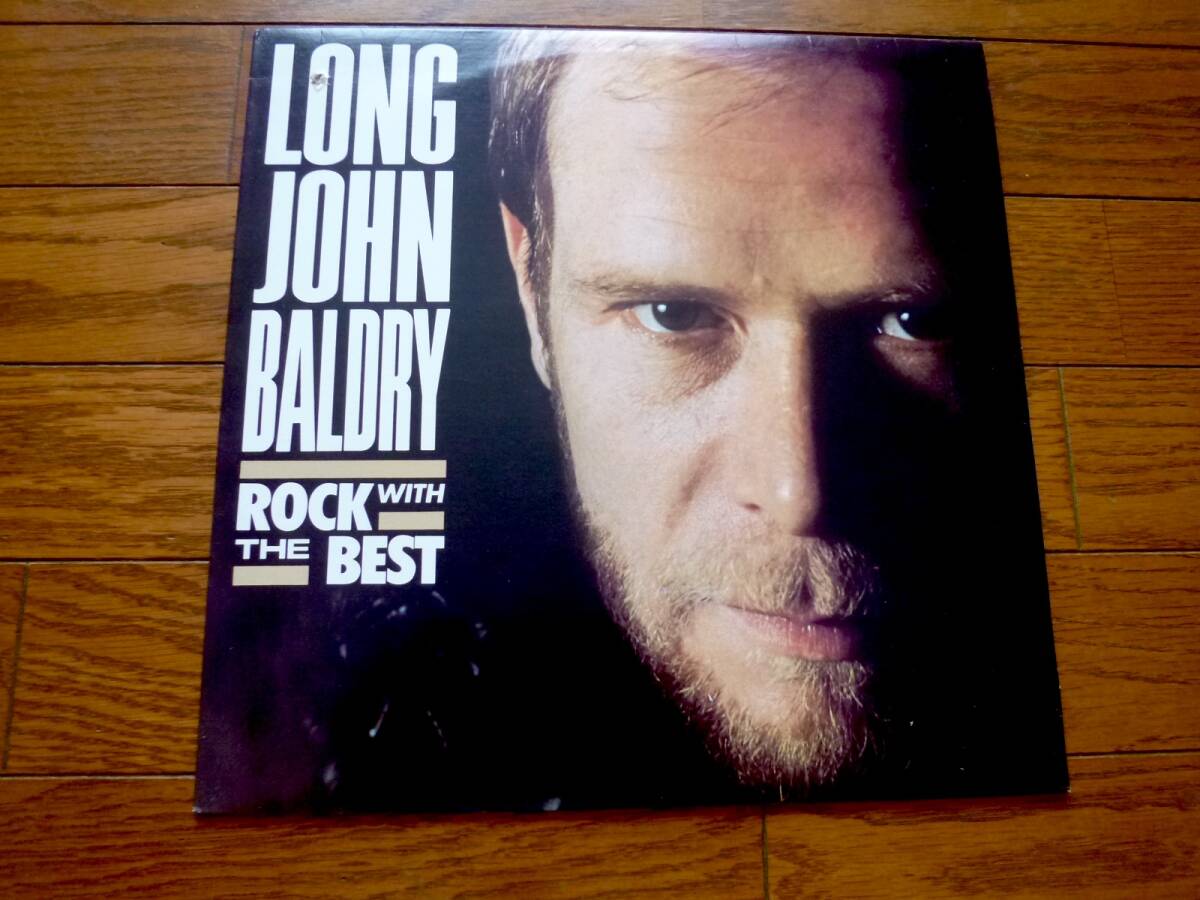 LONG
JOHN
BALDRY
ROCK WITH
THE BEST